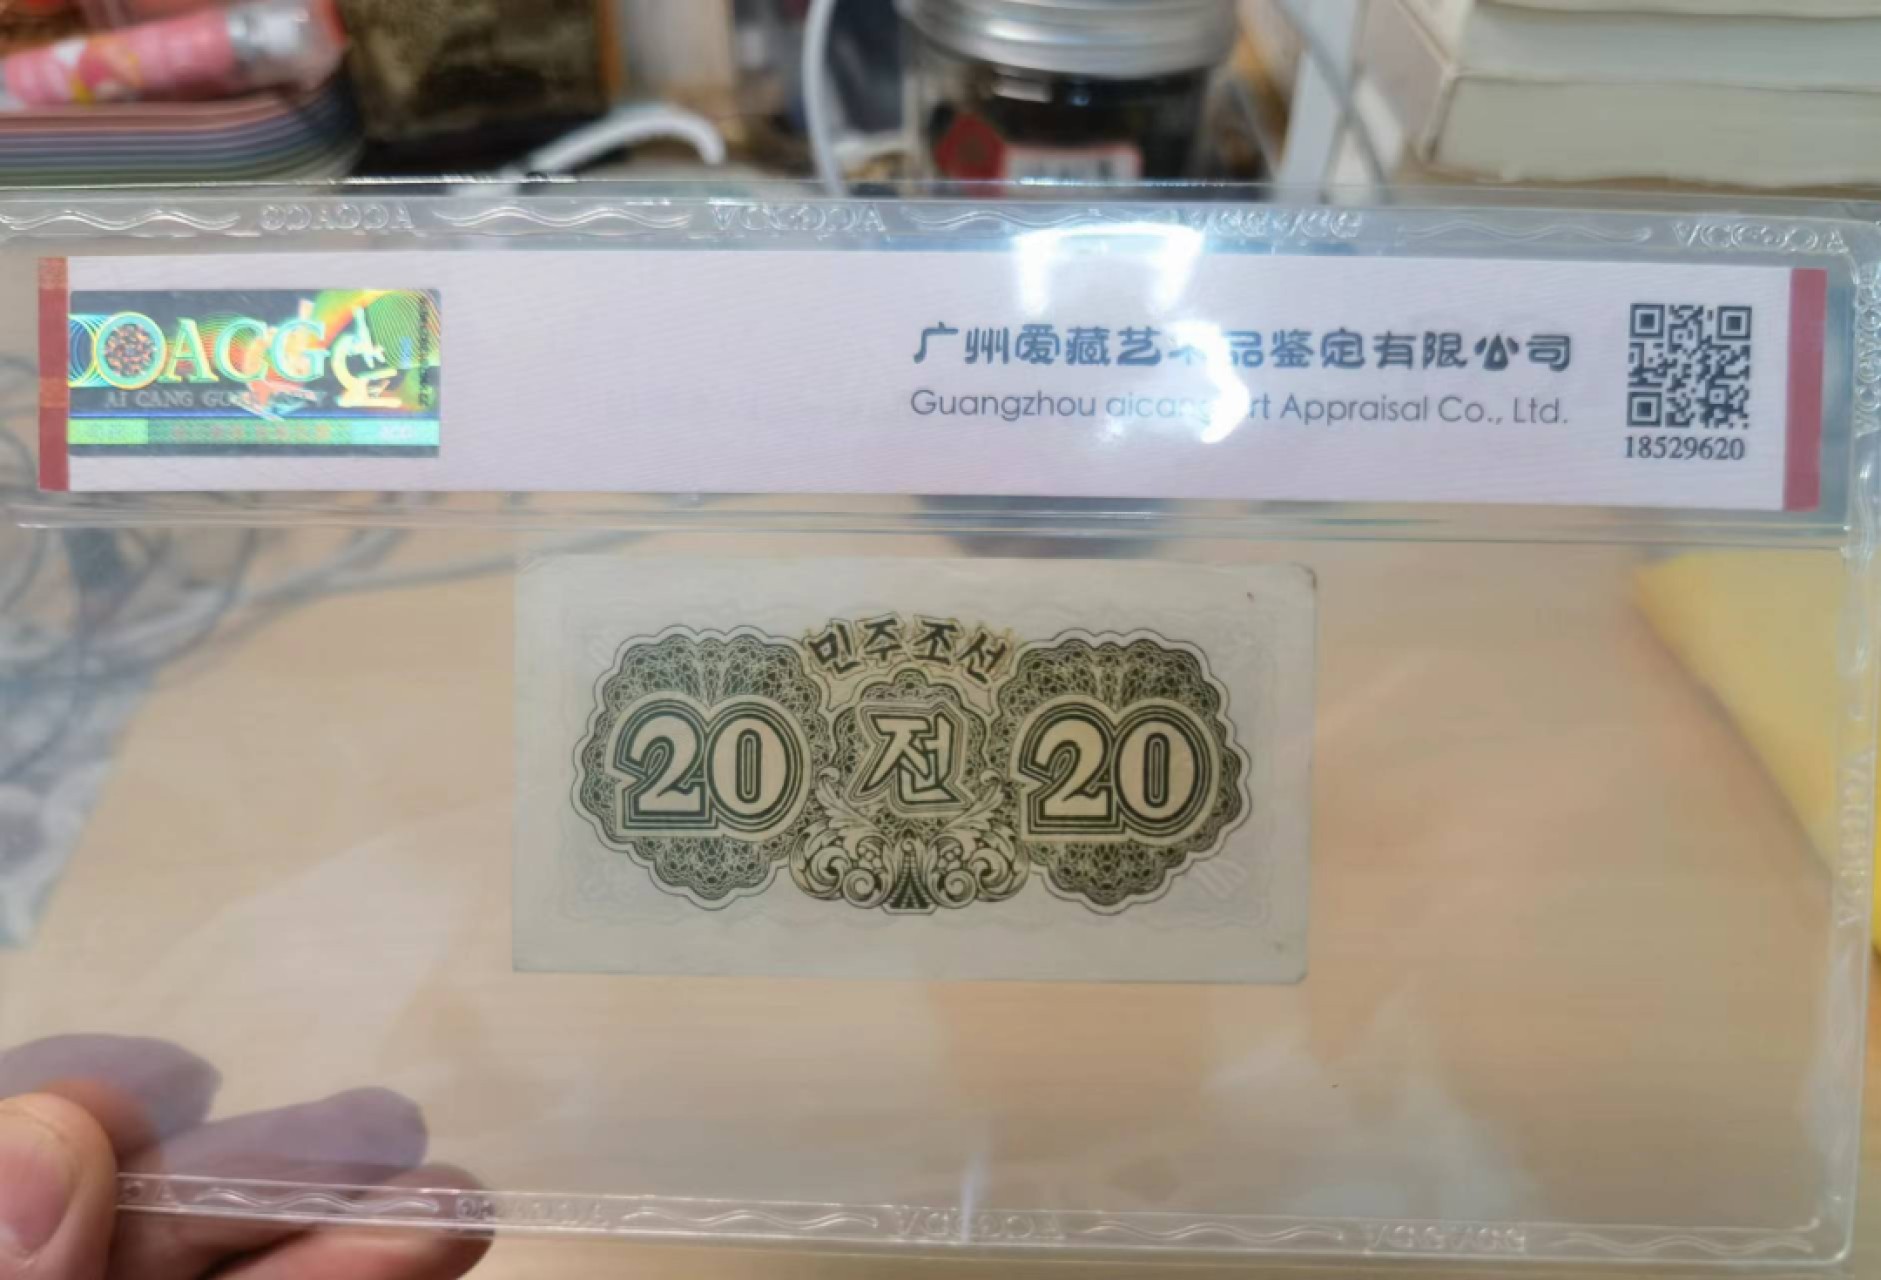 ACG
AI CANG
广州爱藏艺术品鉴定有限公司
Guangzhou aicang Art Appraisal Co., Ltd.
18529620
민주조선
20 전 20